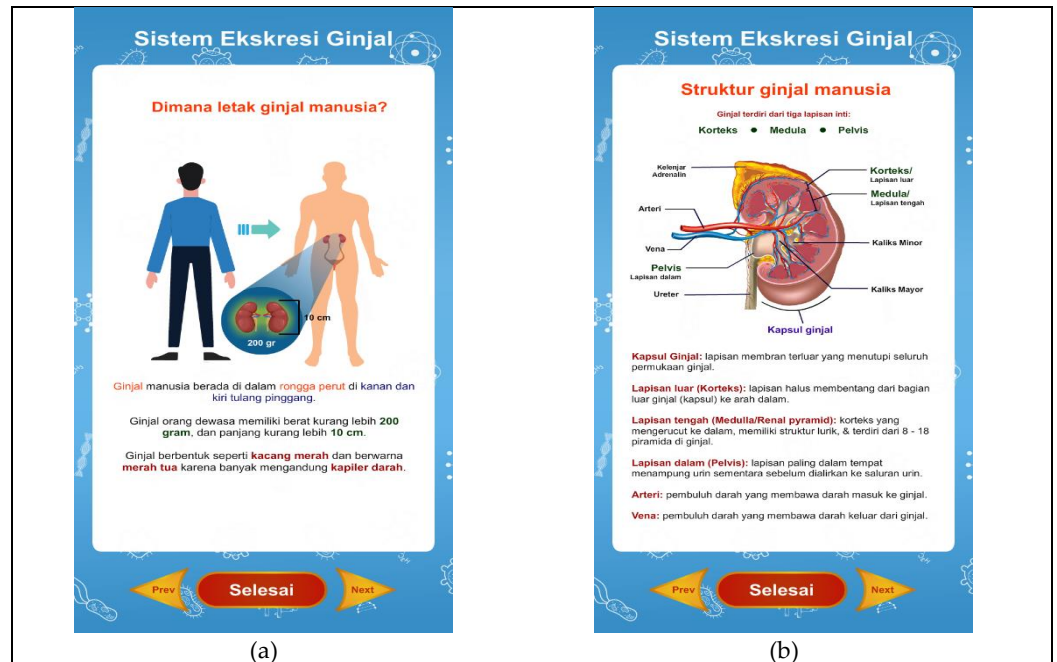 Sistem Ekskresi Ginjal
Dimana letak ginjal manusia?
10 cm
200 gr
Ginjal manusia berada di dalam rongga perut di kanan dan
kiri tulang pinggang.
Ginjal orang dewasa memiliki berat kurang lebih 200
gram, dan panjang kurang lebih 10 cm.
Ginjal berbentuk seperti kacang merah dan berwarna
merah tua karena banyak mengandung kapiler darah.
Prev
Selesai
Next
(a)
Sistem Ekskresi Ginjal
Struktur ginjal manusia
Ginjal terdiri dari tiga lapisan inti:
Korteks ● Medula ● Pelvis
Kelenjar
Adrenalin
Korteks/
Lapisan luar
Medula/
Lapisan tengah
Arteri
Vena
Kaliks Minor
Pelvis
Lapisan dalam
Ureter
Kaliks Mayor
Kapsul ginjal
Kapsul Ginjal: lapisan membran terluar yang menutupi seluruh
permukaan ginjal.
Lapisan luar (Korteks): lapisan halus membentang dari bagian
luar ginjal (kapsul) ke arah dalam.
Lapisan tengah (Medulla/Renal pyramid): korteks yang
mengerucut ke dalam, memiliki struktur lurik, & terdiri dari 8 - 18
piramida di ginjal.
Lapisan dalam (Pelvis): lapisan paling dalam tempat
menampung urin sementara sebelum dialirkan ke saluran urin.
Arteri: pembuluh darah yang membawa darah masuk ke ginjal.
Vena: pembuluh darah yang membawa darah keluar dari ginjal.
Prev
Selesai
Next
(b)